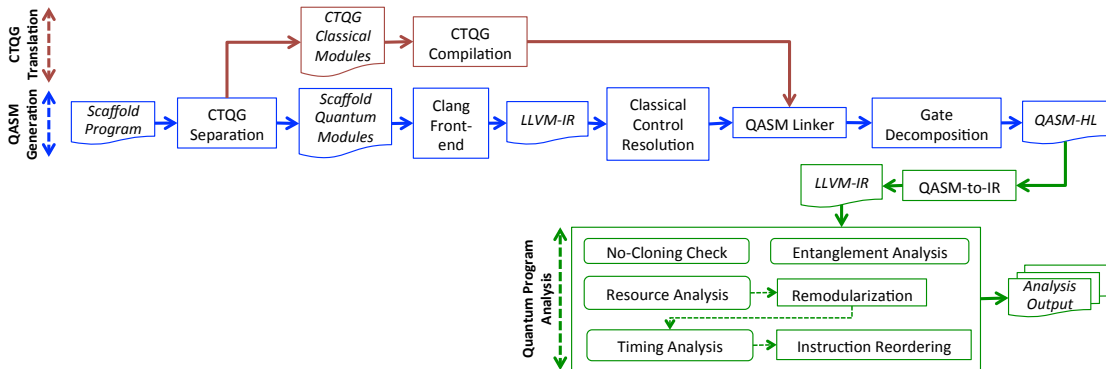 CTQG
Translation
CTQG
Classical
Modules
CTQG
Compilation
QASM
Generation
Scaffold
Program
CTQG
Separation
Scaffold
Quantum
Modules
Clang
Front-
end
LLVM-IR
Classical
Control
Resolution
QASM Linker
Gate
Decomposition
QASM-HL
LLVM-IR
QASM-to-IR
Quantum Program
Analysis
No-Cloning Check
Entanglement Analysis
Resource Analysis
Remodularization
Timing Analysis
Instruction Reordering
Analysis
Output